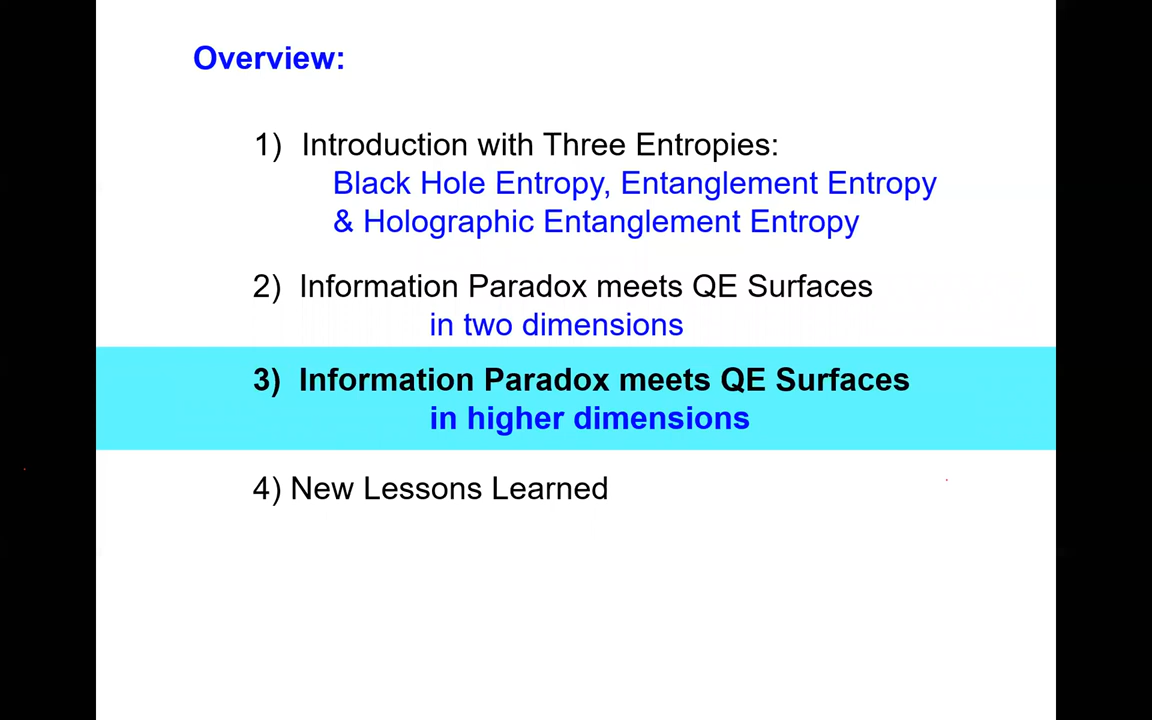 Overview:
1) Introduction with Three Entropies:
Black Hole Entropy, Entanglement Entropy
& Holographic Entanglement Entropy
2) Information Paradox meets QE Surfaces
in two dimensions
3) Information Paradox meets QE Surfaces
in higher dimensions
4) New Lessons Learned